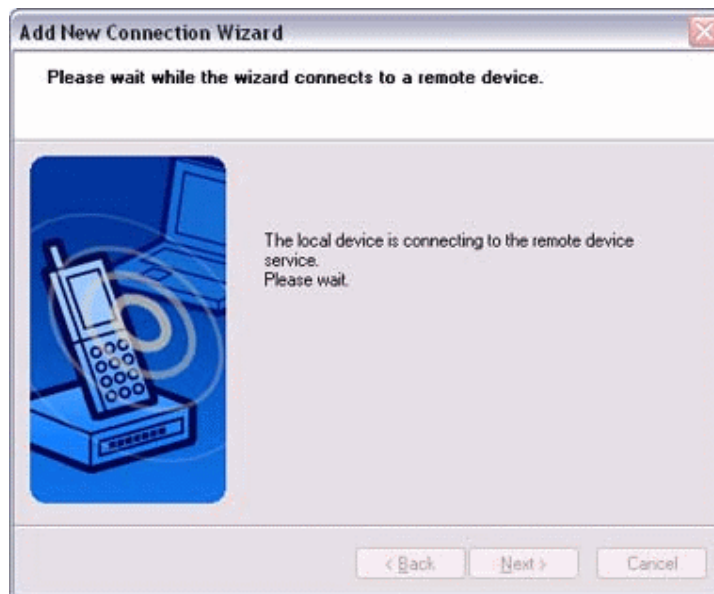 Add New Connection Wizard
Please wait while the wizard connects to a remote device.
The local device is connecting to the remote device
service.
Please wait.
< Back
Next >
Cancel